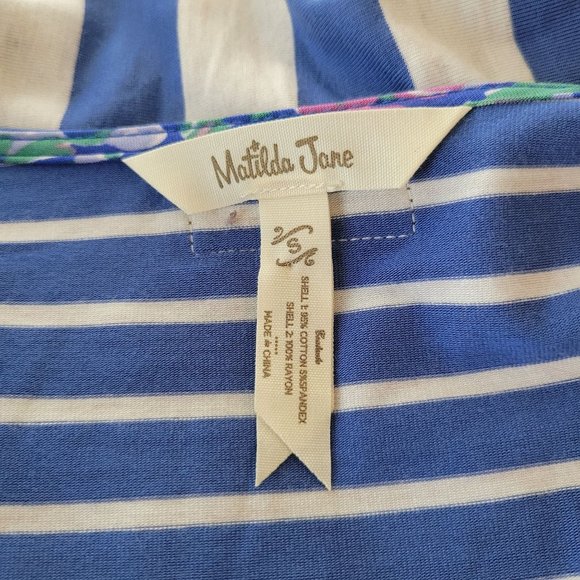 Matilda Jane
S
SHELL 1: 95% COTTON 5%SPANDEX
SHELL 2: 100% RAYON
MADE in CHINA